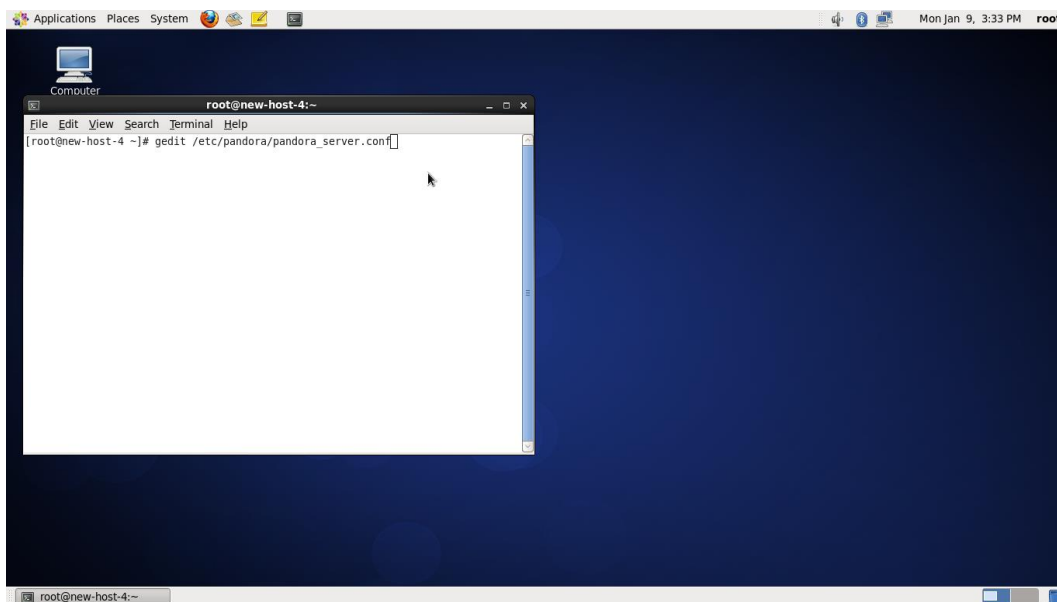 Applications Places System Mon Jan 9, 3:33 PM
Computer
root@new-host-4:~
File Edit View Search Terminal Help
[root@new-host-4 ~]# gedit /etc/pandora/pandora_server.conf
root@new-host-4:~